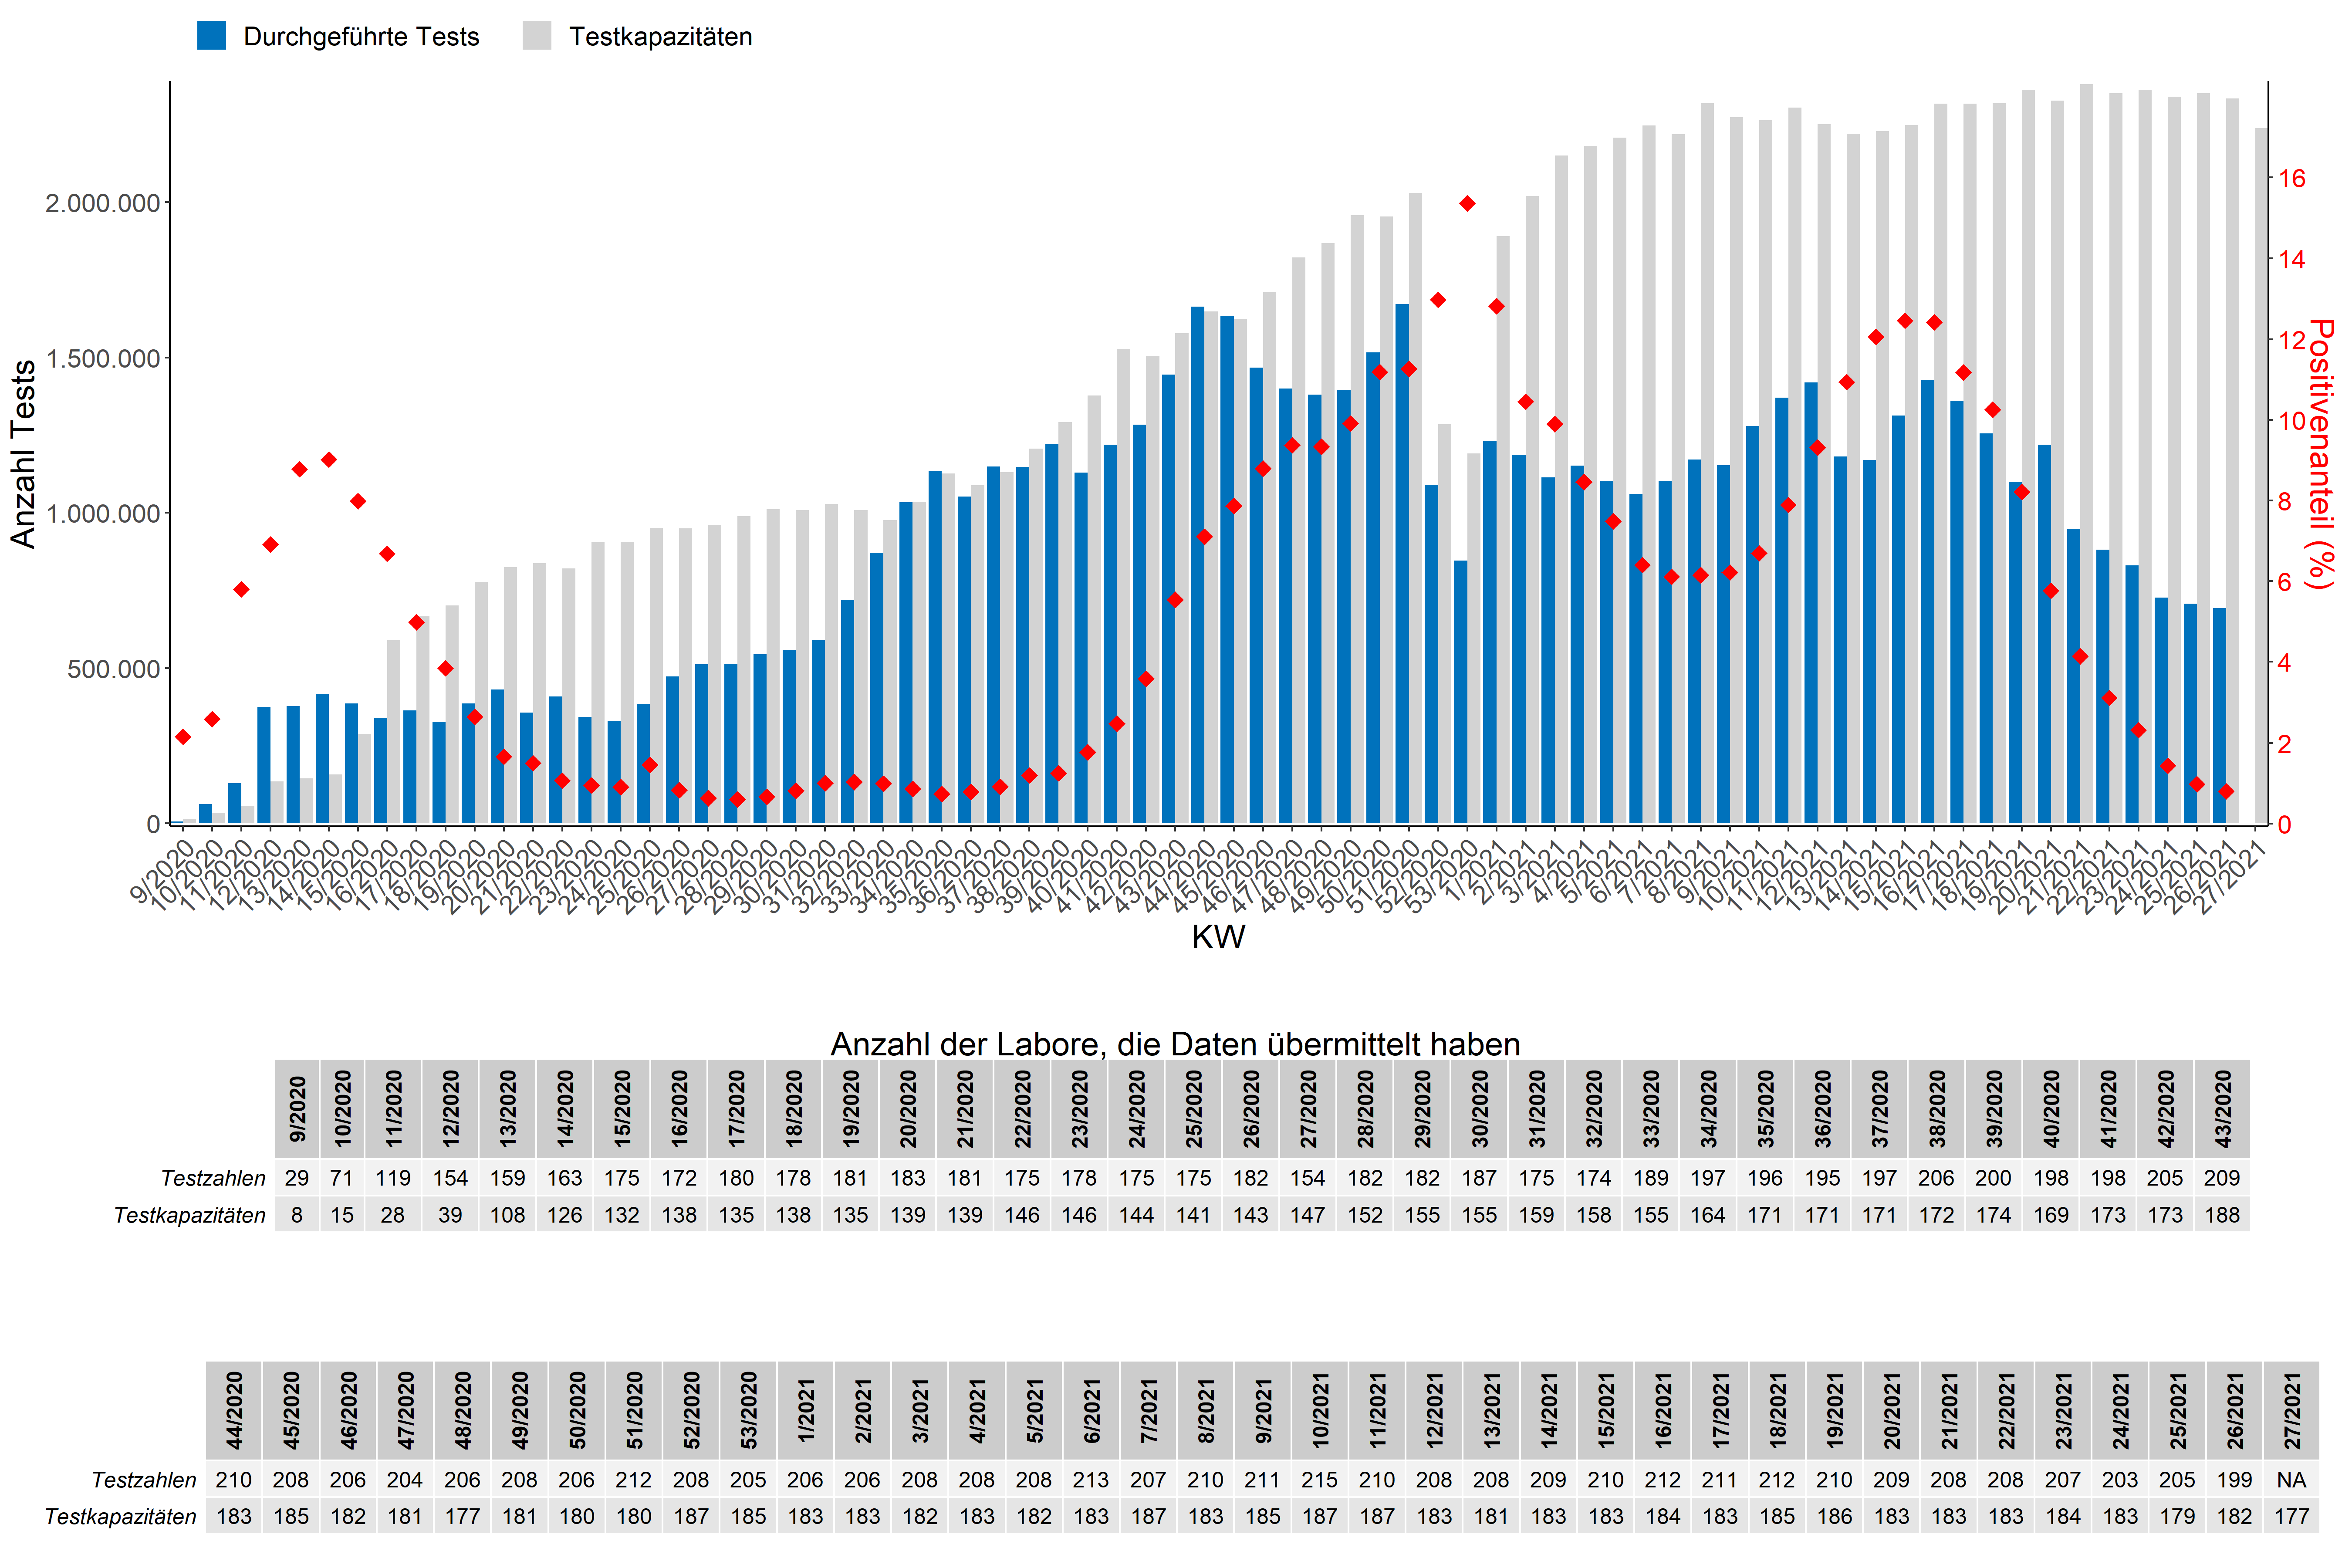 Durchgeführte Tests Testkapazitäten
Anzahl Tests
2.000.000
1.500.000
1.000.000
500.000
0
16
14
12
10
8
6
4
2
0
Positivenanteil (%)
9/2020 10/2020 11/2020 12/2020 13/2020 14/2020 15/2020 16/2020 17/2020 18/2020 19/2020 20/2020 21/2020 22/2020 23/2020 24/2020 25/2020 26/2020 27/2020 28/2020 29/2020 30/2020 31/2020 32/2020 33/2020 34/2020 35/2020 36/2020 37/2020 38/2020 39/2020 40/2020 41/2020 42/2020 43/2020 44/2020 45/2020 46/2020 47/2020 48/2020 49/2020 50/2020 51/2020 52/2020 53/2020 1/2021 2/2021 3/2021 4/2021 5/2021 6/2021 7/2021 8/2021 9/2021 10/2021 11/2021 12/2021 13/2021 14/2021 15/2021 16/2021 17/2021 18/2021 19/2021 20/2021 21/2021 22/2021 23/2021 24/2021 25/2021 26/2021 27/2021
KW
Anzahl der Labore, die Daten übermittelt haben
9/2020 10/2020 11/2020 12/2020 13/2020 14/2020 15/2020 16/2020 17/2020 18/2020 19/2020 20/2020 21/2020 22/2020 23/2020 24/2020 25/2020 26/2020 27/2020 28/2020 29/2020 30/2020 31/2020 32/2020 33/2020 34/2020 35/2020 36/2020 37/2020 38/2020 39/2020 40/2020 41/2020 42/2020 43/2020
Testzahlen 29 71 119 154 159 163 175 172 180 178 181 183 181 175 178 175 175 182 154 182 182 187 175 174 189 197 196 195 197 206 200 198 198 205 209
Testkapazitäten 8 15 28 39 108 126 132 138 135 138 135 139 139 146 146 144 141 143 147 152 155 155 159 158 155 164 171 171 171 172 174 169 173 173 188
44/2020 45/2020 46/2020 47/2020 48/2020 49/2020 50/2020 51/2020 52/2020 53/2020 1/2021 2/2021 3/2021 4/2021 5/2021 6/2021 7/2021 8/2021 9/2021 10/2021 11/2021 12/2021 13/2021 14/2021 15/2021 16/2021 17/2021 18/2021 19/2021 20/2021 21/2021 22/2021 23/2021 24/2021 25/2021 26/2021 27/2021
Testzahlen 210 208 206 204 206 208 206 212 208 205 206 206 208 208 208 213 207 210 211 215 210 208 208 209 210 212 211 212 210 209 208 208 207 203 205 199 NA
Testkapazitäten 183 185 182 181 177 181 180 180 187 185 183 183 182 183 182 183 187 183 185 187 187 183 181 183 183 184 183 185 186 183 183 183 184 183 179 182 177